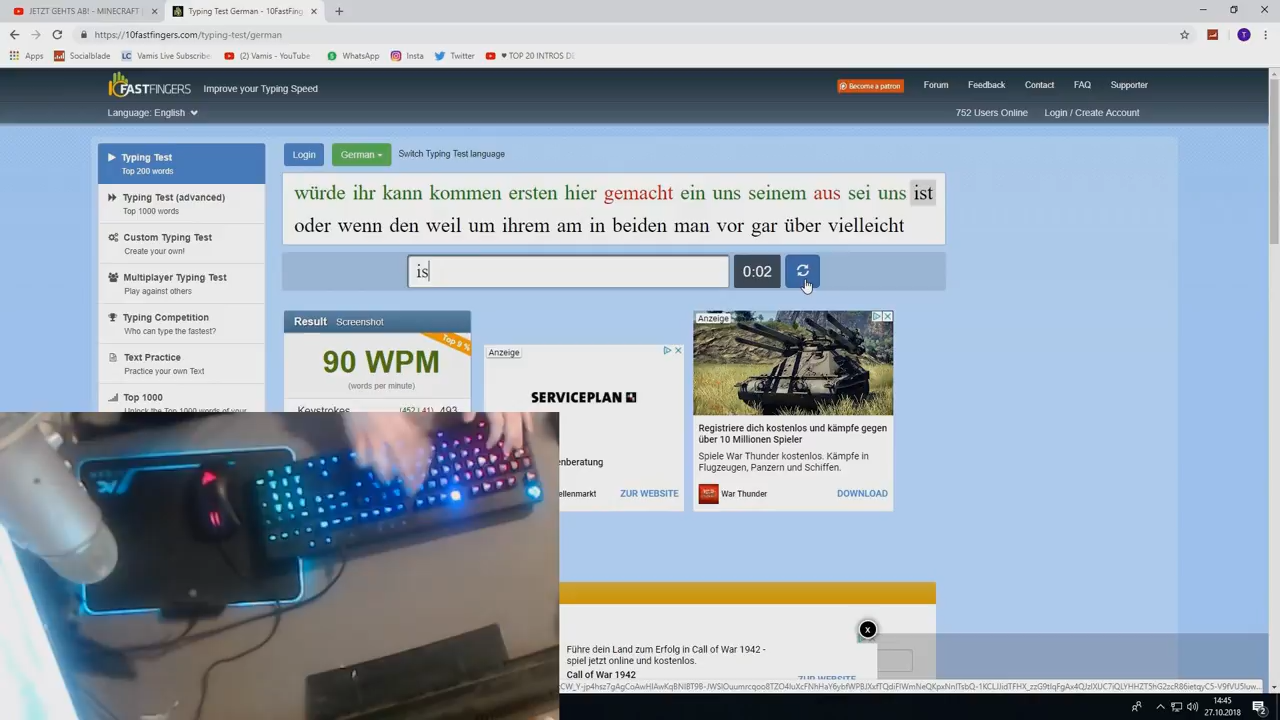 JETZT GEHTS AB! - MINECRAFT
Typing Test German - 10FastFing
https://10fastfingers.com/typing-test/german
Apps
Socialblade
Vamis Live Subscribe
(2) Vamis - YouTube
WhatsApp
Insta
Twitter
♥ TOP 20 INTROS DE
FASTFINGERS
Improve your Typing Speed
Become a patron
Forum
Feedback
Contact
FAQ
Supporter
Language: English
752 Users Online
Login / Create Account
Typing Test
Top 200 words
Typing Test (advanced)
Top 1000 words
Custom Typing Test
Create your own!
Multiplayer Typing Test
Play against others
Typing Competition
Who can type the fastest?
Text Practice
Practice your own Text
Top 1000
Login
German
Switch Typing Test language
würde ihr kann kommen ersten hier gemacht ein uns seinem aus sei uns ist
oder wenn den weil um ihrem am in beiden man vor gar über vielleicht
is
0:02
Result
Screenshot
Top 9 %
90 WPM
(words per minute)
Keystrokes
(452 | 41) 493
Anzeige
SERVICEPLAN
enberatung
ellenmarkt
ZUR WEBSITE
Anzeige
Registriere dich kostenlos und kämpfe gegen
über 10 Millionen Spieler
Spiele War Thunder kostenlos. Kämpfe in
Flugzeugen, Panzern und Schiffen.
War Thunder
DOWNLOAD
x
Führe dein Land zum Erfolg in Call of War 1942 -
spiel jetzt online und kostenlos.
Call of War 1942
ZUR WEBSITE
14:45
27.10.2018